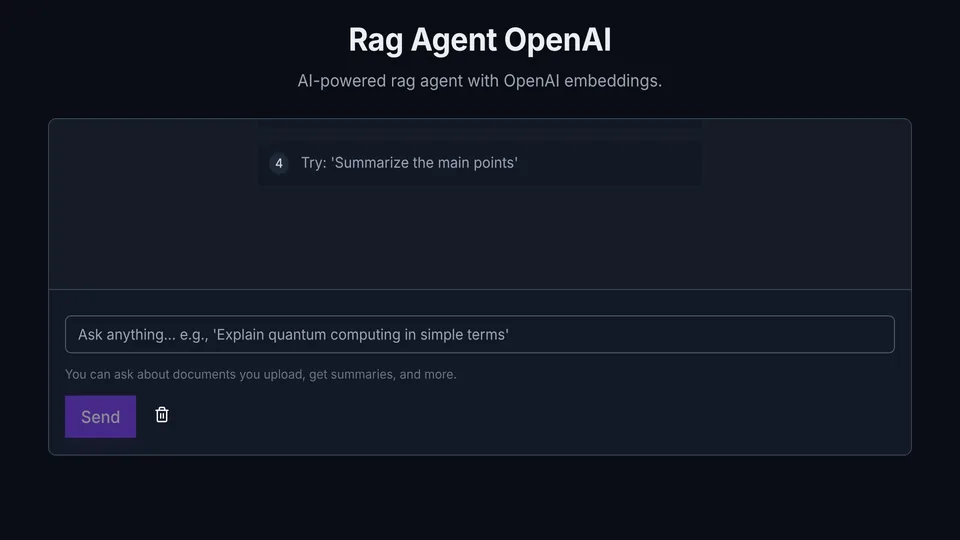 Rag Agent OpenAI
AI-powered rag agent with OpenAI embeddings.
4 Try: 'Summarize the main points'
Ask anything... e.g., 'Explain quantum computing in simple terms'
You can ask about documents you upload, get summaries, and more.
Send